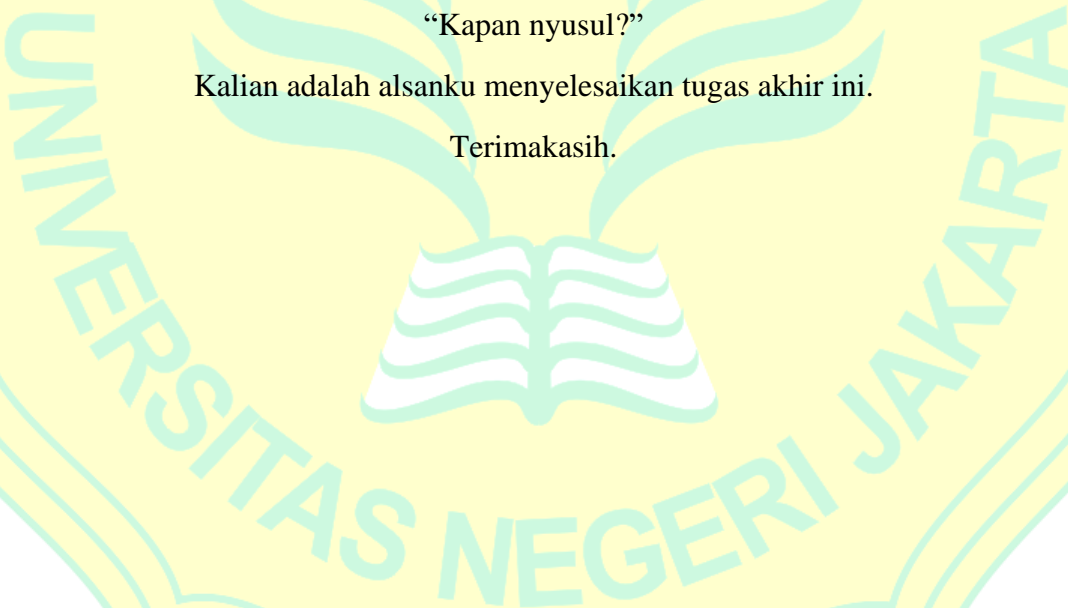 “Kapan nyusul?”
Kalian adalah alsanku menyelesaikan tugas akhir ini.
Terimakasih.
UNIVERSITAS NEGERI JAKARTA